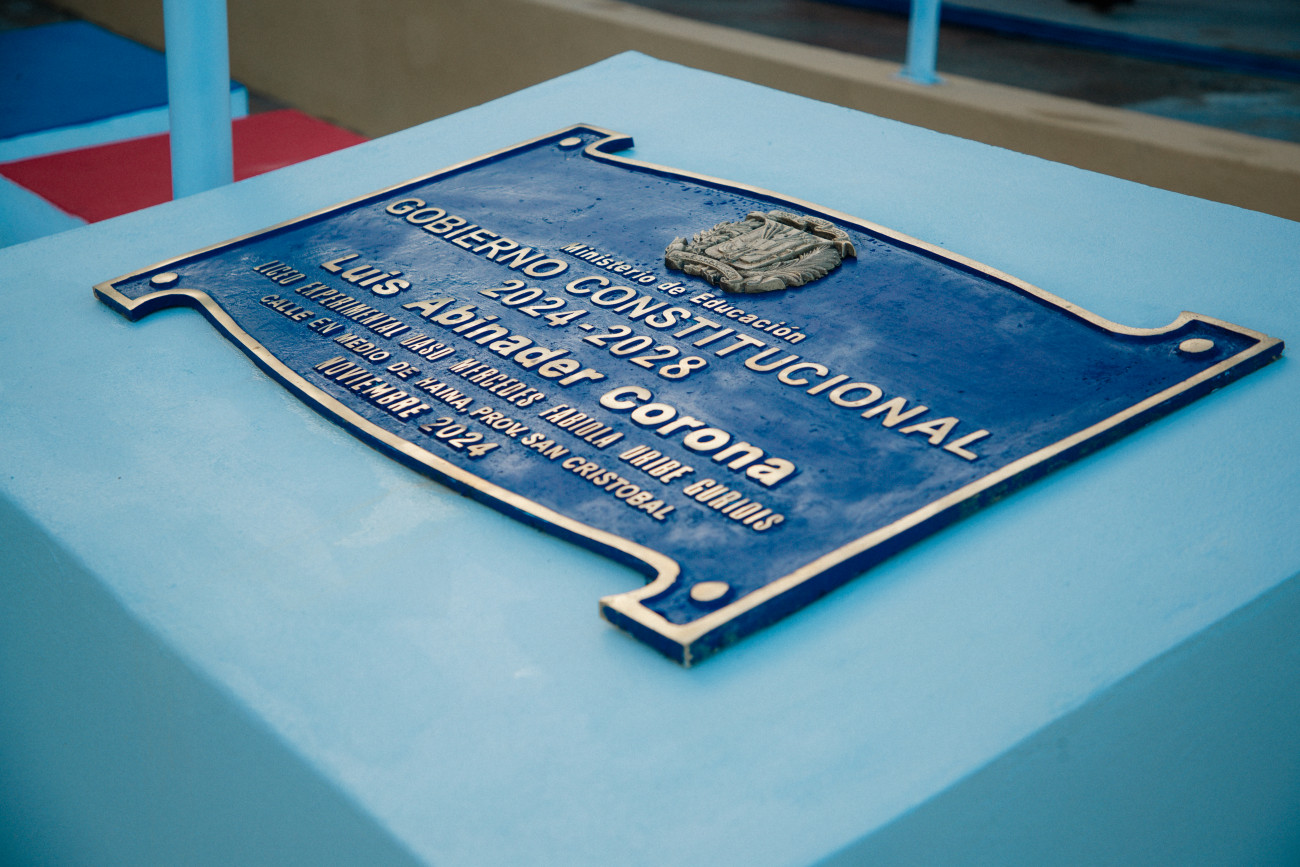 Ministerio de Educación
GOBIERNO CONSTITUCIONAL
2024-2028
Luis Abinader Corona
LICEO EXPERIMENTAL UASD MERCEDES FABIOLA URIBE GURIDIS
CALLE EN MEDIO DE HAINA, PROV. SAN CRISTOBAL
NOVIEMBRE 2024